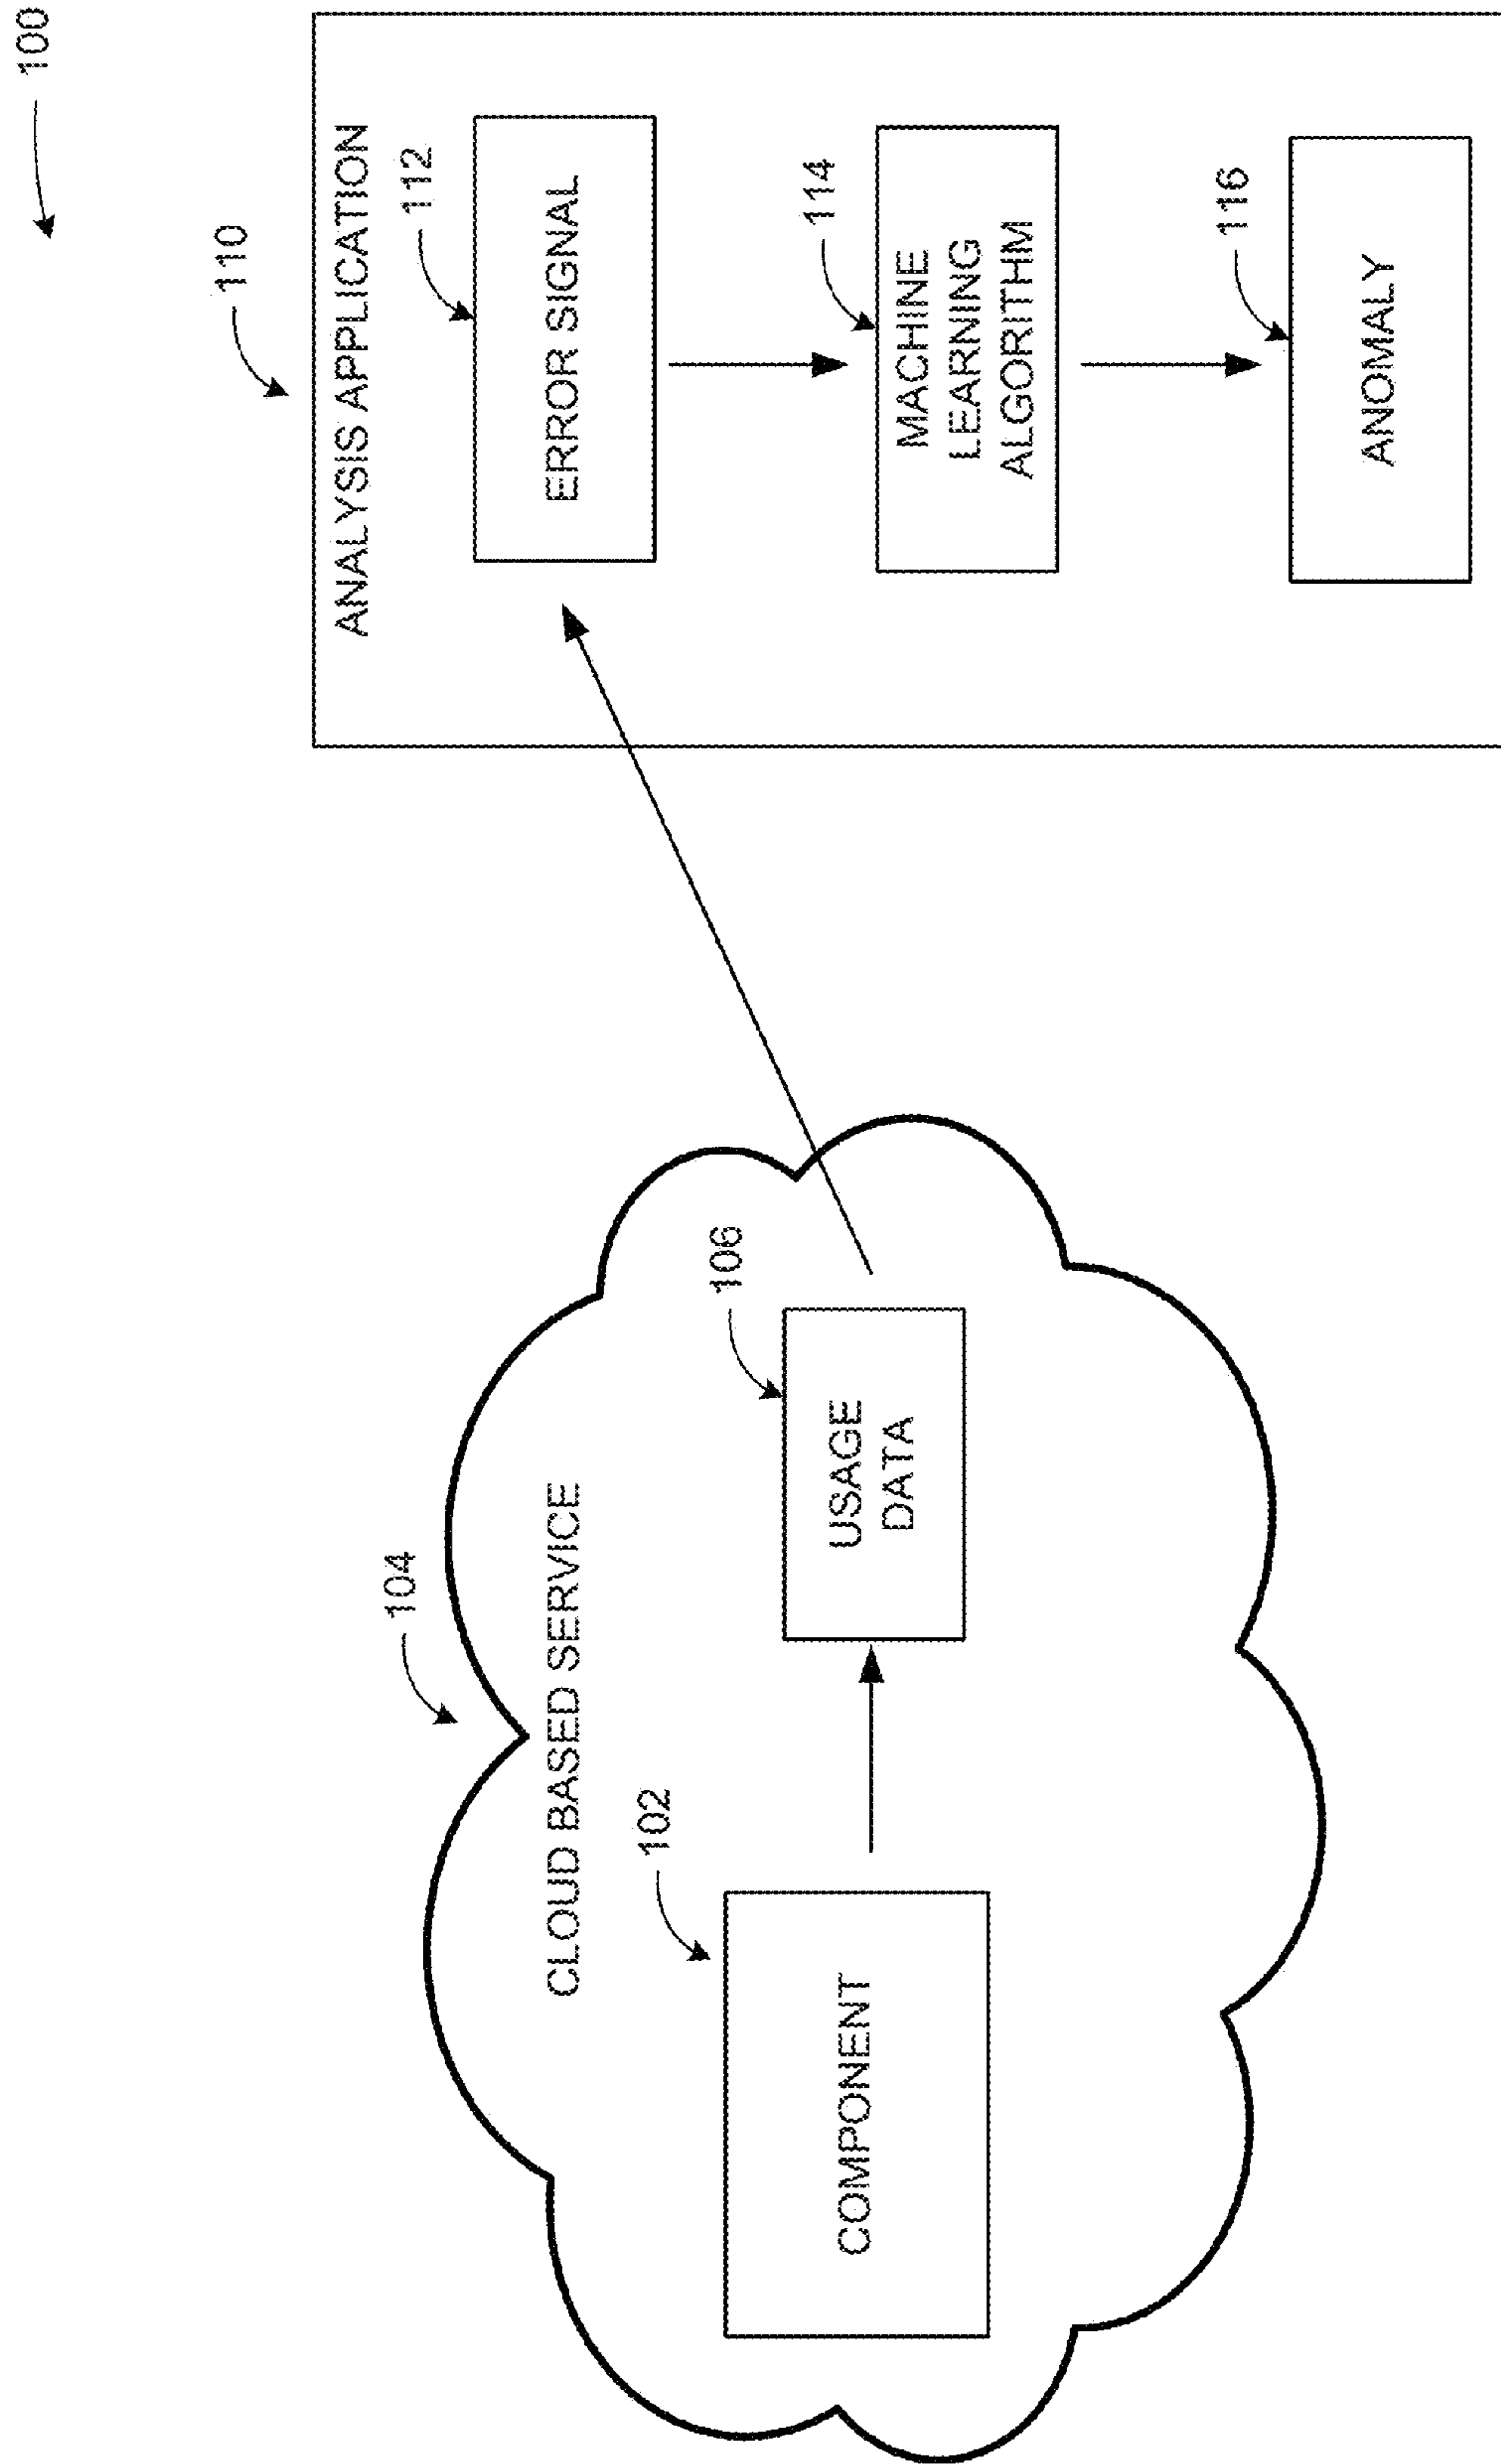 100
110
ANALYSIS APPLICATION
112
ERROR SIGNAL
114
MACHINE
LEARNING
ALGORITHM
116
ANOMALY
104
CLOUD BASED SERVICE
102
COMPONENT
106
USAGE
DATA